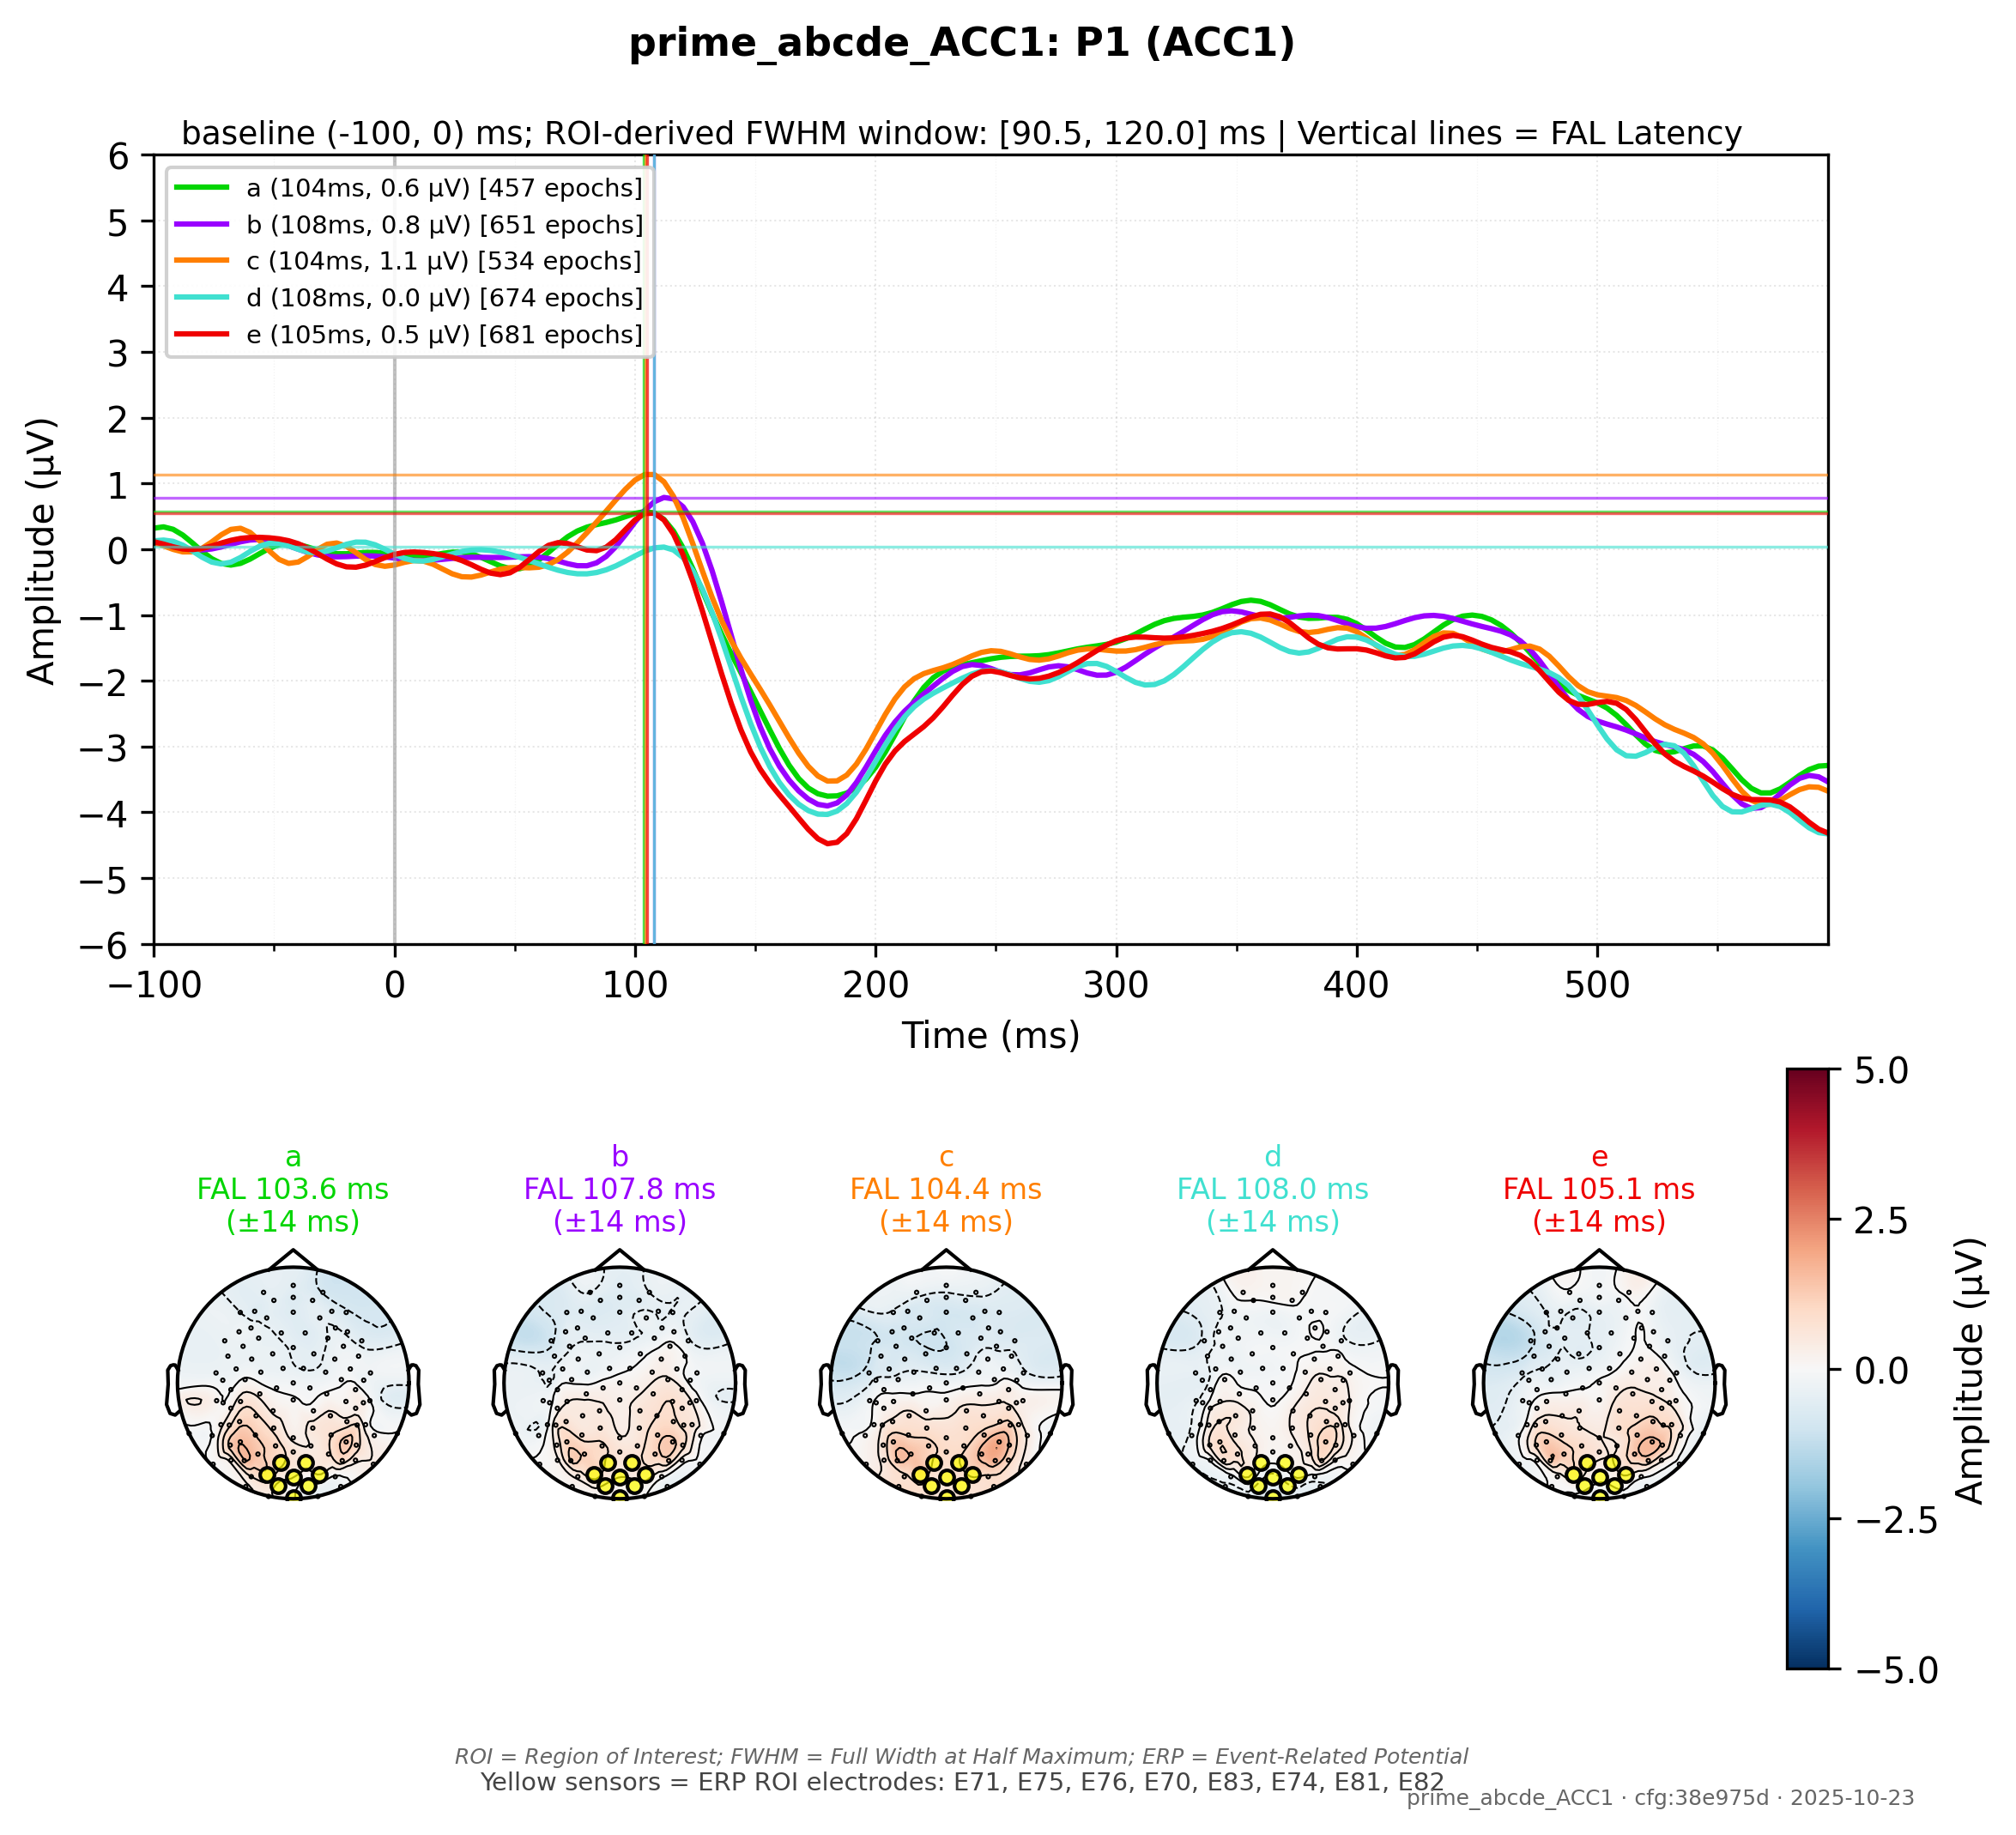 prime_abcde_ACC1: P1 (ACC1)
baseline (-100, 0) ms; ROI-derived FWHM window: [90.5, 120.0] ms | Vertical lines = FAL Latency
6
5
4
3
2
1
0
−1
−2
−3
−4
−5
−6
Amplitude (μV)
a (104ms, 0.6 μV) [457 epochs]
b (108ms, 0.8 μV) [651 epochs]
c (104ms, 1.1 μV) [534 epochs]
d (108ms, 0.0 μV) [674 epochs]
e (105ms, 0.5 μV) [681 epochs]
−100 0 100 200 300 400 500
Time (ms)
a
FAL 103.6 ms
(±14 ms)
b
FAL 107.8 ms
(±14 ms)
c
FAL 104.4 ms
(±14 ms)
d
FAL 108.0 ms
(±14 ms)
e
FAL 105.1 ms
(±14 ms)
5.0
2.5
0.0
−2.5
−5.0
Amplitude (μV)
ROI = Region of Interest; FWHM = Full Width at Half Maximum; ERP = Event-Related Potential
Yellow sensors = ERP ROI electrodes: E71, E75, E76, E70, E83, E74, E81, E82
prime_abcde_ACC1 · cfg:38e975d · 2025-10-23